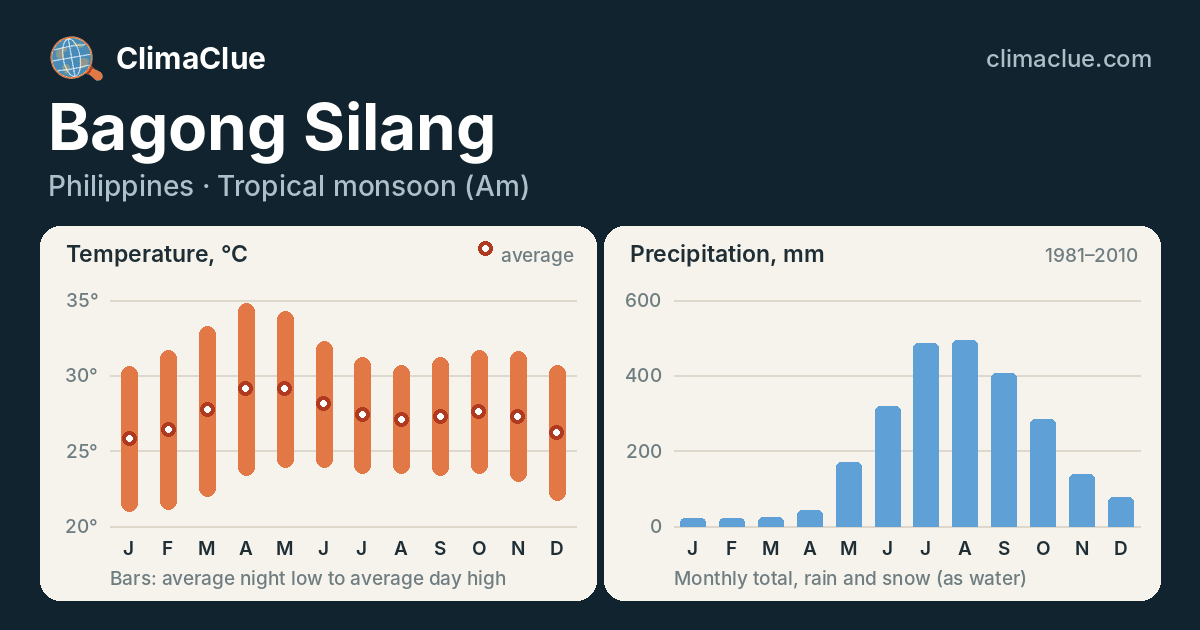 ClimaClue
climaclue.com
Bagong Silang
Philippines · Tropical monsoon (Am)
Temperature, °C
average
35°
30°
25°
20°
J F M A M J J A S O N D
Bars: average night low to average day high
Precipitation, mm
1981–2010
600
400
200
0
J F M A M J J A S O N D
Monthly total, rain and snow (as water)